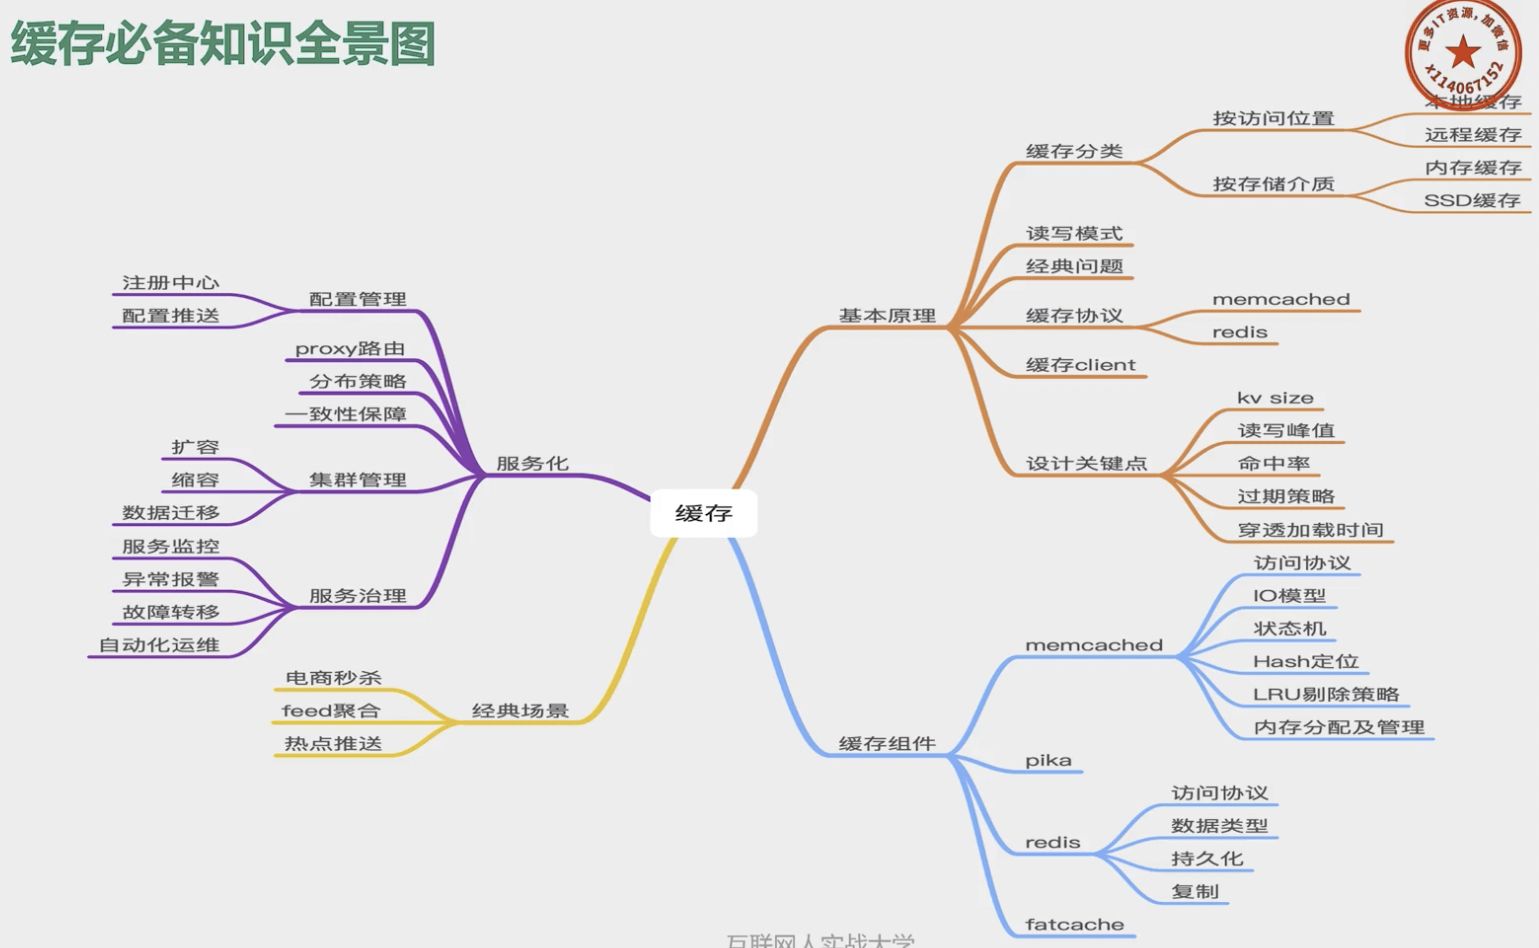 缓存必备知识全景图
更多IT资源,加微信
x114067152
缓存
基本原理
缓存分类
按访问位置
本地缓存
远程缓存
按存储介质
内存缓存
SSD缓存
读写模式
经典问题
缓存协议
memcached
redis
缓存client
设计关键点
kv size
读写峰值
命中率
过期策略
穿透加载时间
缓存组件
memcached
访问协议
IO模型
状态机
Hash定位
LRU剔除策略
内存分配及管理
pika
redis
访问协议
数据类型
持久化
复制
fatcache
服务化
配置管理
注册中心
配置推送
proxy路由
分布策略
一致性保障
集群管理
扩容
缩容
数据迁移
服务治理
服务监控
异常报警
故障转移
自动化运维
经典场景
电商秒杀
feed聚合
热点推送
互联网人实战大学